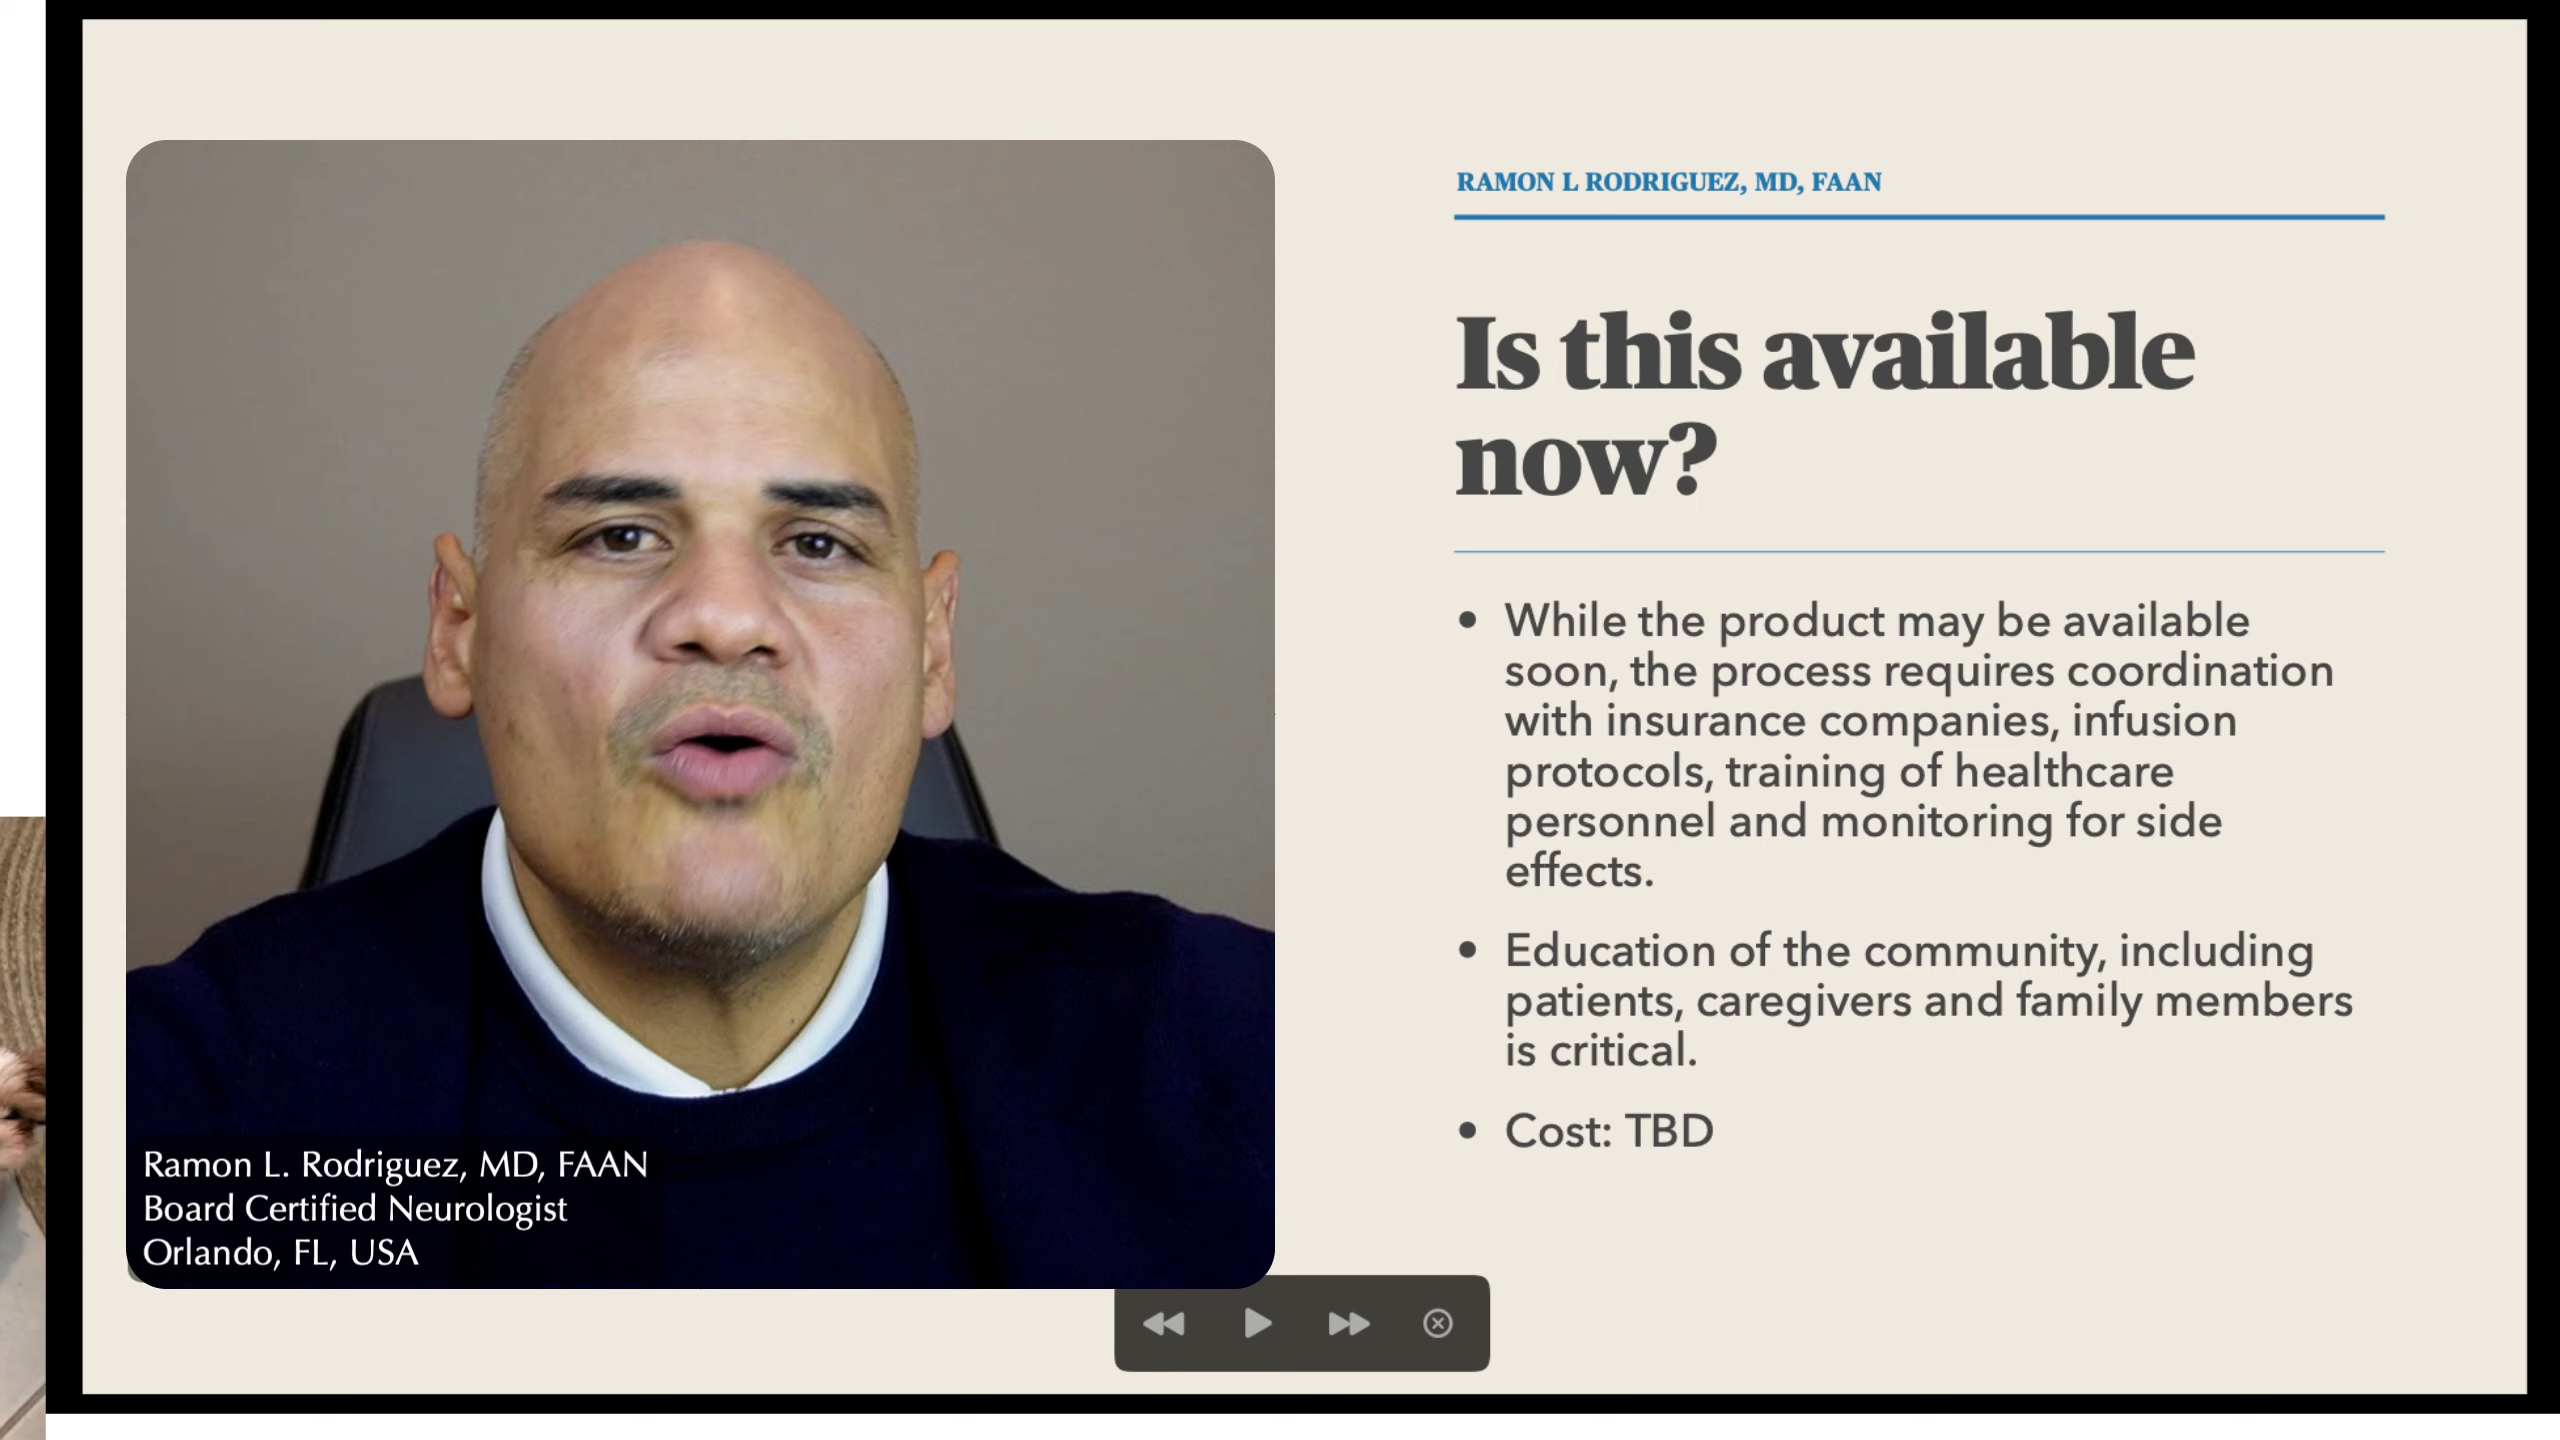 RAMON L RODRIGUEZ, MD, FAAN
Is this available
now?
• While the product may be available
soon, the process requires coordination
with insurance companies, infusion
protocols, training of healthcare
personnel and monitoring for side
effects.
• Education of the community, including
patients, caregivers and family members
is critical.
• Cost: TBD
Ramon L. Rodriguez, MD, FAAN
Board Certified Neurologist
Orlando, FL, USA